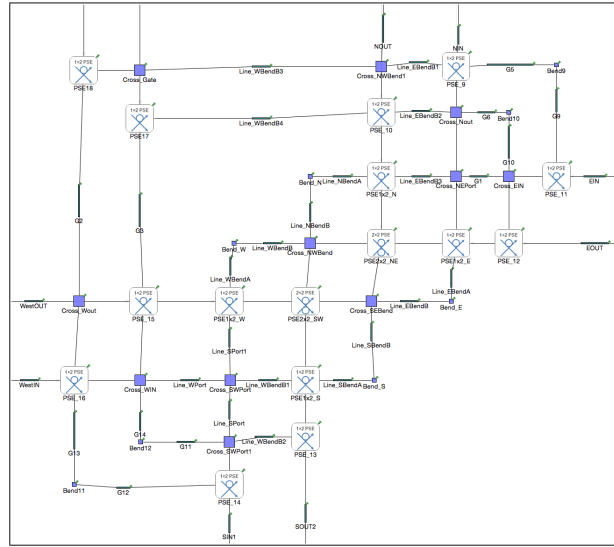 NOUT
NIN
1×2 PSE
PSE18
Cross_Gate
Line_WBendB3
Cross_NWBend1
Line_EBendB1
1×2 PSE
PSE_9
G5
Bend9
1×2 PSE
PSE17
Line_WBendB4
1×2 PSE
PSE_10
Line_EBendB2
Cross_Nout
G6
Bend10
G9
G10
Bend_N
Line_NBendA
1×2 PSE
PSE1x2_N
Line_EBendB3
Cross_NEPort
G1
Cross_EIN
1×2 PSE
PSE_11
EIN
G2
G3
Line_NBendB
Bend_W
Line_WBendB
Cross_NWBend
2×2 PSE
PSE2x2_NE
1×2 PSE
PSE1x2_E
1×2 PSE
PSE_12
EOUT
Line_WBendA
Line_EBendA
WestOUT
Cross_Wout
1×2 PSE
PSE_15
1×2 PSE
PSE1x2_W
2×2 PSE
PSE2x2_SW
Cross_SEBend
Line_EBendB
Bend_E
Line_SPort1
Line_SBendB
WestIN
1×2 PSE
PSE_16
Cross_WIN
Line_WPort
Cross_SWPort
Line_WBendB1
1×2 PSE
PSE1x2_S
Line_SBendA
Bend_S
Line_SPort
G14
Bend12
G11
Cross_SWPort1
Line_WBendB2
1×2 PSE
PSE_13
G13
Bend11
G12
1×2 PSE
PSE_14
SIN1
SOUT2